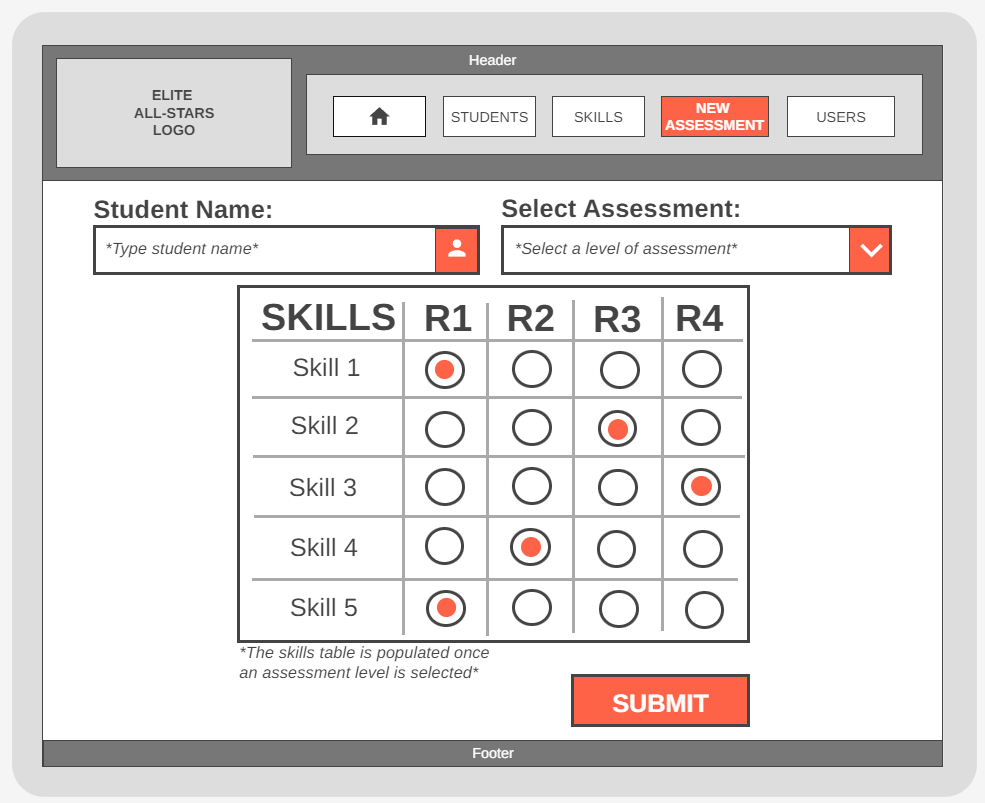 Header
ELITE
ALL-STARS
LOGO
STUDENTS
SKILLS
NEW
ASSESSMENT
USERS
Student Name:
Select Assessment:
*Type student name*
*Select a level of assessment*
SKILLS R1 R2 R3 R4
Skill 1
Skill 2
Skill 3
Skill 4
Skill 5
*The skills table is populated once
an assessment level is selected*
SUBMIT
Footer